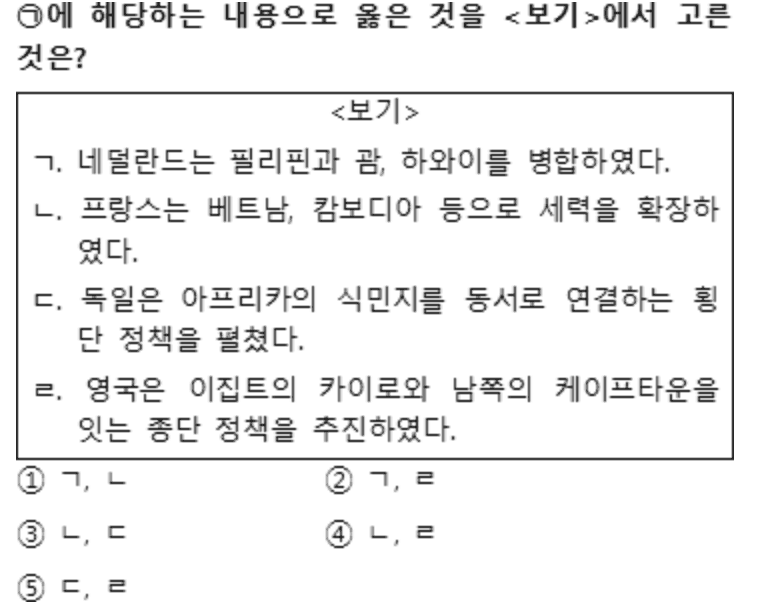 ㉠에 해당하는 내용으로 옳은 것을 <보기>에서 고른
것은?
<보기>
ㄱ. 네덜란드는 필리핀과 괌, 하와이를 병합하였다.
ㄴ. 프랑스는 베트남, 캄보디아 등으로 세력을 확장하
였다.
ㄷ. 독일은 아프리카의 식민지를 동서로 연결하는 횡
단 정책을 펼쳤다.
ㄹ. 영국은 이집트의 카이로와 남쪽의 케이프타운을
잇는 종단 정책을 추진하였다.
① ㄱ, ㄴ ② ㄱ, ㄹ
③ ㄴ, ㄷ ④ ㄴ, ㄹ
⑤ ㄷ, ㄹ